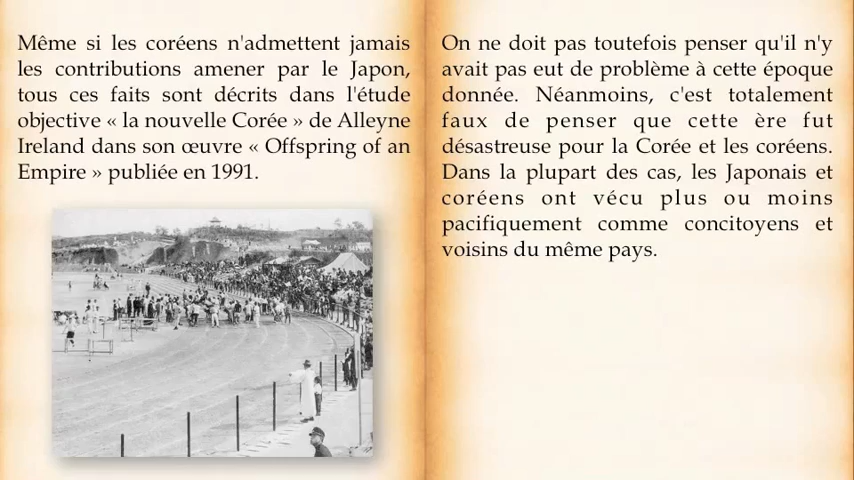 Même si les coréens n'admettent jamais
les contributions amener par le Japon,
tous ces faits sont décrits dans l'étude
objective « la nouvelle Corée » de Alleyne
Ireland dans son œuvre « Offspring of an
Empire » publiée en 1991.
On ne doit pas toutefois penser qu'il n'y
avait pas eut de problème à cette époque
donnée. Néanmoins, c'est totalement
faux de penser que cette ère fut
désastreuse pour la Corée et les coréens.
Dans la plupart des cas, les Japonais et
coréens ont vécu plus ou moins
pacifiquement comme concitoyens et
voisins du même pays.